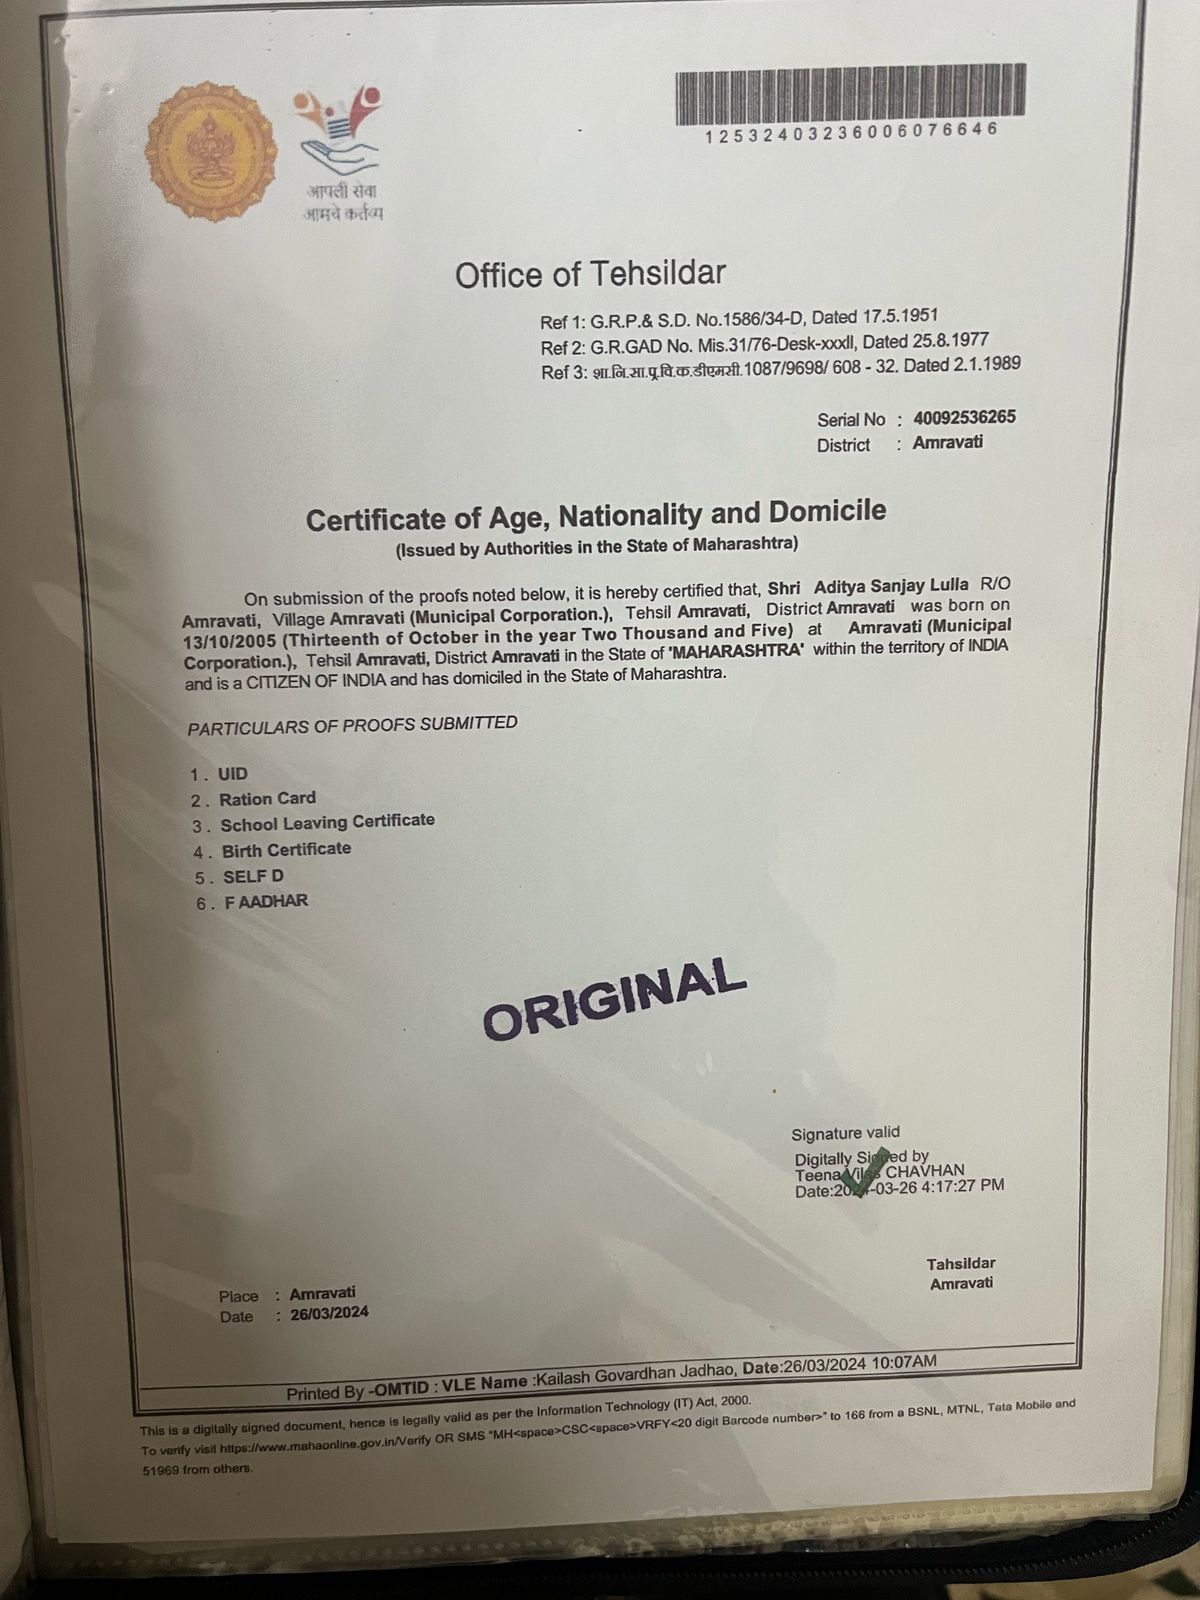 12532403236006076646
आपली सेवा
आमचे कर्तव्य
Office of Tehsildar
Ref 1: G.R.P.& S.D. No.1586/34-D, Dated 17.5.1951
Ref 2: G.R.GAD No. Mis.31/76-Desk-xxxII, Dated 25.8.1977
Ref 3: शा.नि.सा.प्र.वि.क.डीएमसी.1087/9698/ 608 - 32. Dated 2.1.1989
Serial No : 40092536265
District : Amravati
Certificate of Age, Nationality and Domicile
(Issued by Authorities in the State of Maharashtra)
On submission of the proofs noted below, it is hereby certified that, Shri Aditya Sanjay Lulla R/O
Amravati, Village Amravati (Municipal Corporation.), Tehsil Amravati, District Amravati was born on
13/10/2005 (Thirteenth of October in the year Two Thousand and Five) at Amravati (Municipal
Corporation.), Tehsil Amravati, District Amravati in the State of 'MAHARASHTRA' within the territory of INDIA
and is a CITIZEN OF INDIA and has domiciled in the State of Maharashtra.
PARTICULARS OF PROOFS SUBMITTED
1 . UID
2 . Ration Card
3 . School Leaving Certificate
4 . Birth Certificate
5 . SELF D
6 . F AADHAR
ORIGINAL
Signature valid
Digitally Signed by
Teena Vilas CHAVHAN
Date:2024-03-26 4:17:27 PM
Tahsildar
Amravati
Place : Amravati
Date : 26/03/2024
Printed By -OMTID : VLE Name :Kailash Govardhan Jadhao, Date:26/03/2024 10:07AM
This is a digitally signed document, hence is legally valid as per the Information Technology (IT) Act, 2000.
To verify visit https://www.mahaonline.gov.in/Verify OR SMS "MH<space>CSC<space>VRFY<20 digit Barcode number>" to 166 from a BSNL, MTNL, Tata Mobile and
51969 from others.